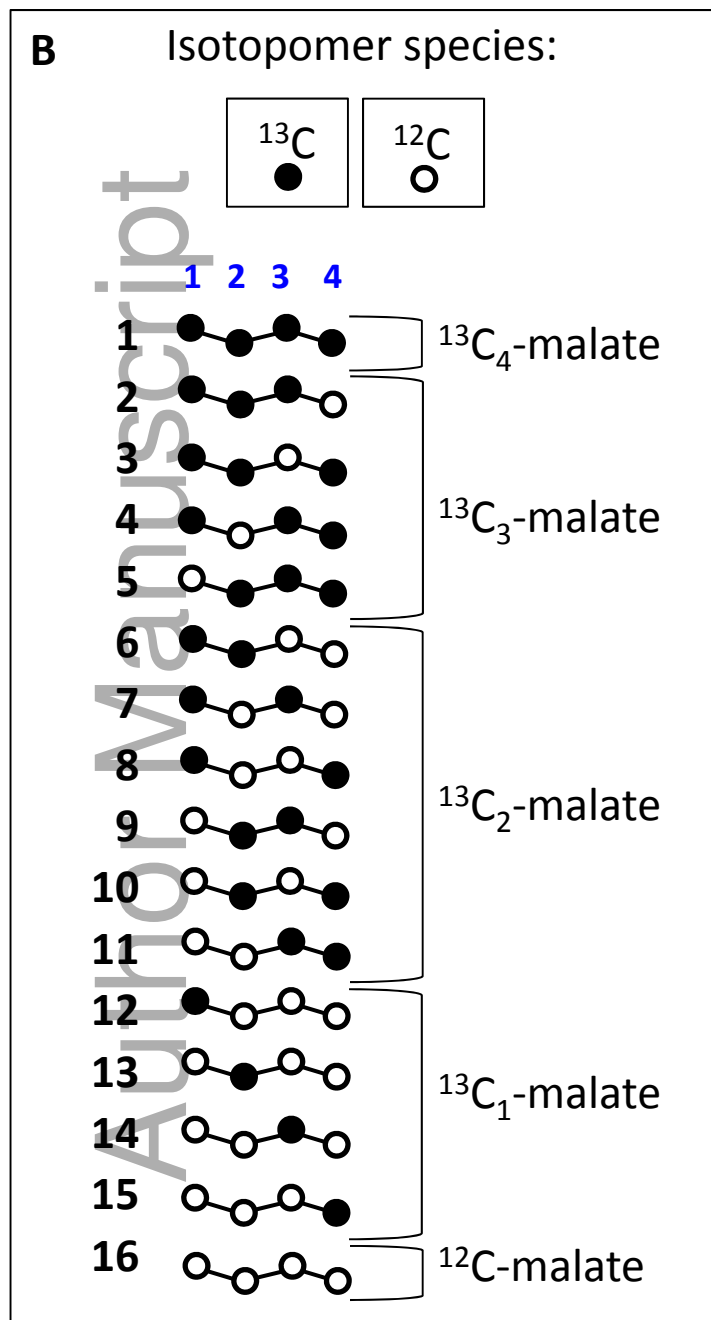 B Isotopomer species:
¹³C ¹²C
1 2 3 4
1
¹³C₄-malate
2
3
4
¹³C₃-malate
5
6
7
8
¹³C₂-malate
9
10
11
12
13
¹³C₁-malate
14
15
16
¹²C-malate
Author Manuscript